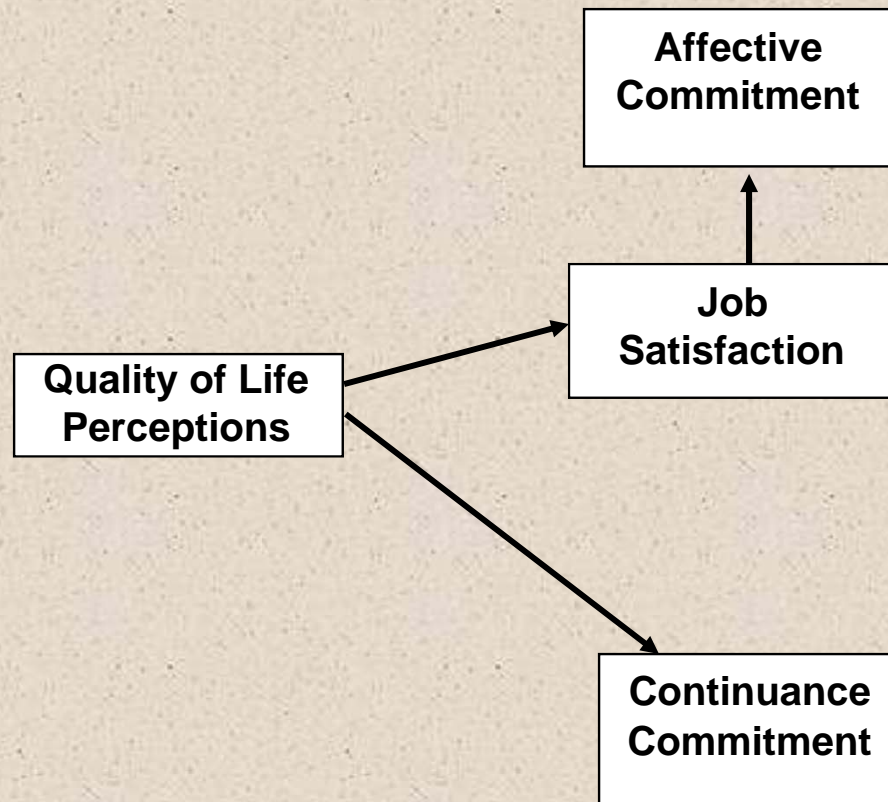 Affective
Commitment
Job
Satisfaction
Quality of Life
Perceptions
Continuance
Commitment